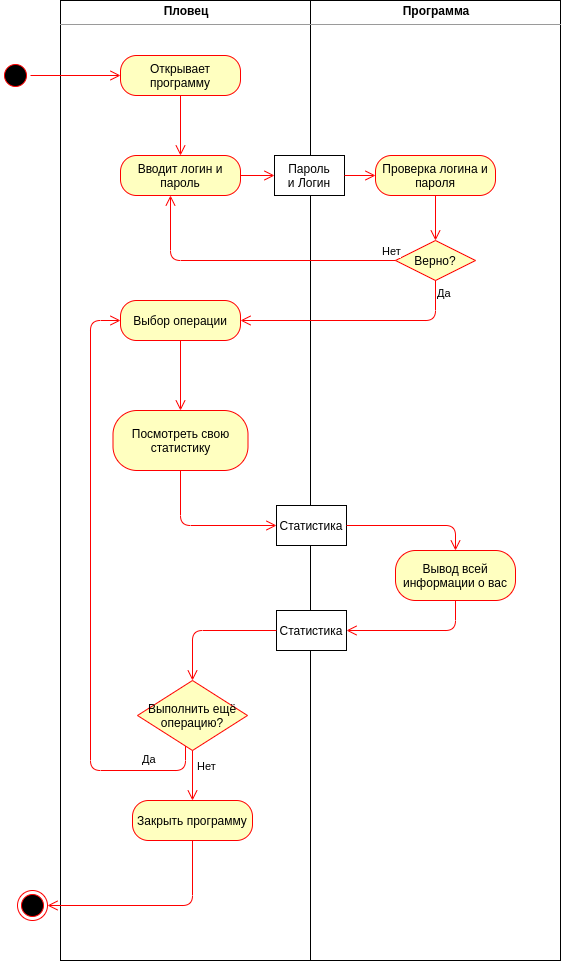 Пловец
Программа
Открывает
программу
Вводит логин и
пароль
Пароль
и Логин
Проверка логина и
пароля
Нет
Верно?
Да
Выбор операции
Посмотреть свою
статистику
Статистика
Вывод всей
информации о вас
Статистика
Выполнить ещё
операцию?
Да
Нет
Закрыть программу